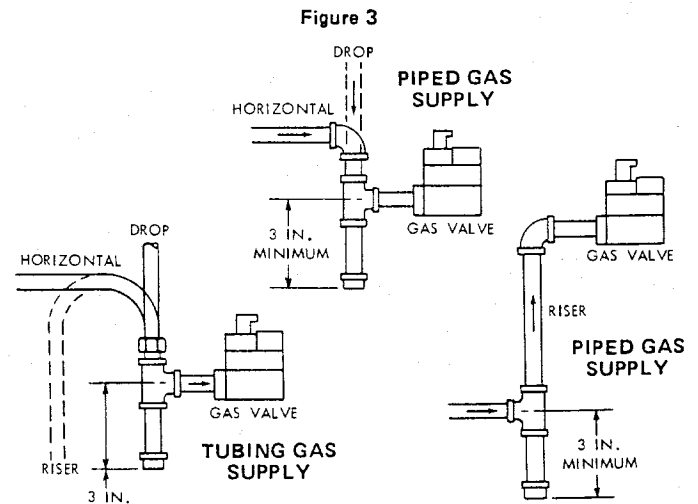 Figure 3
DROP
PIPED GAS
SUPPLY
HORIZONTAL
3 IN.
MINIMUM
GAS VALVE
DROP
HORIZONTAL
GAS VALVE
TUBING GAS
SUPPLY
RISER
3 IN.
GAS VALVE
RISER
PIPED GAS
SUPPLY
3 IN.
MINIMUM